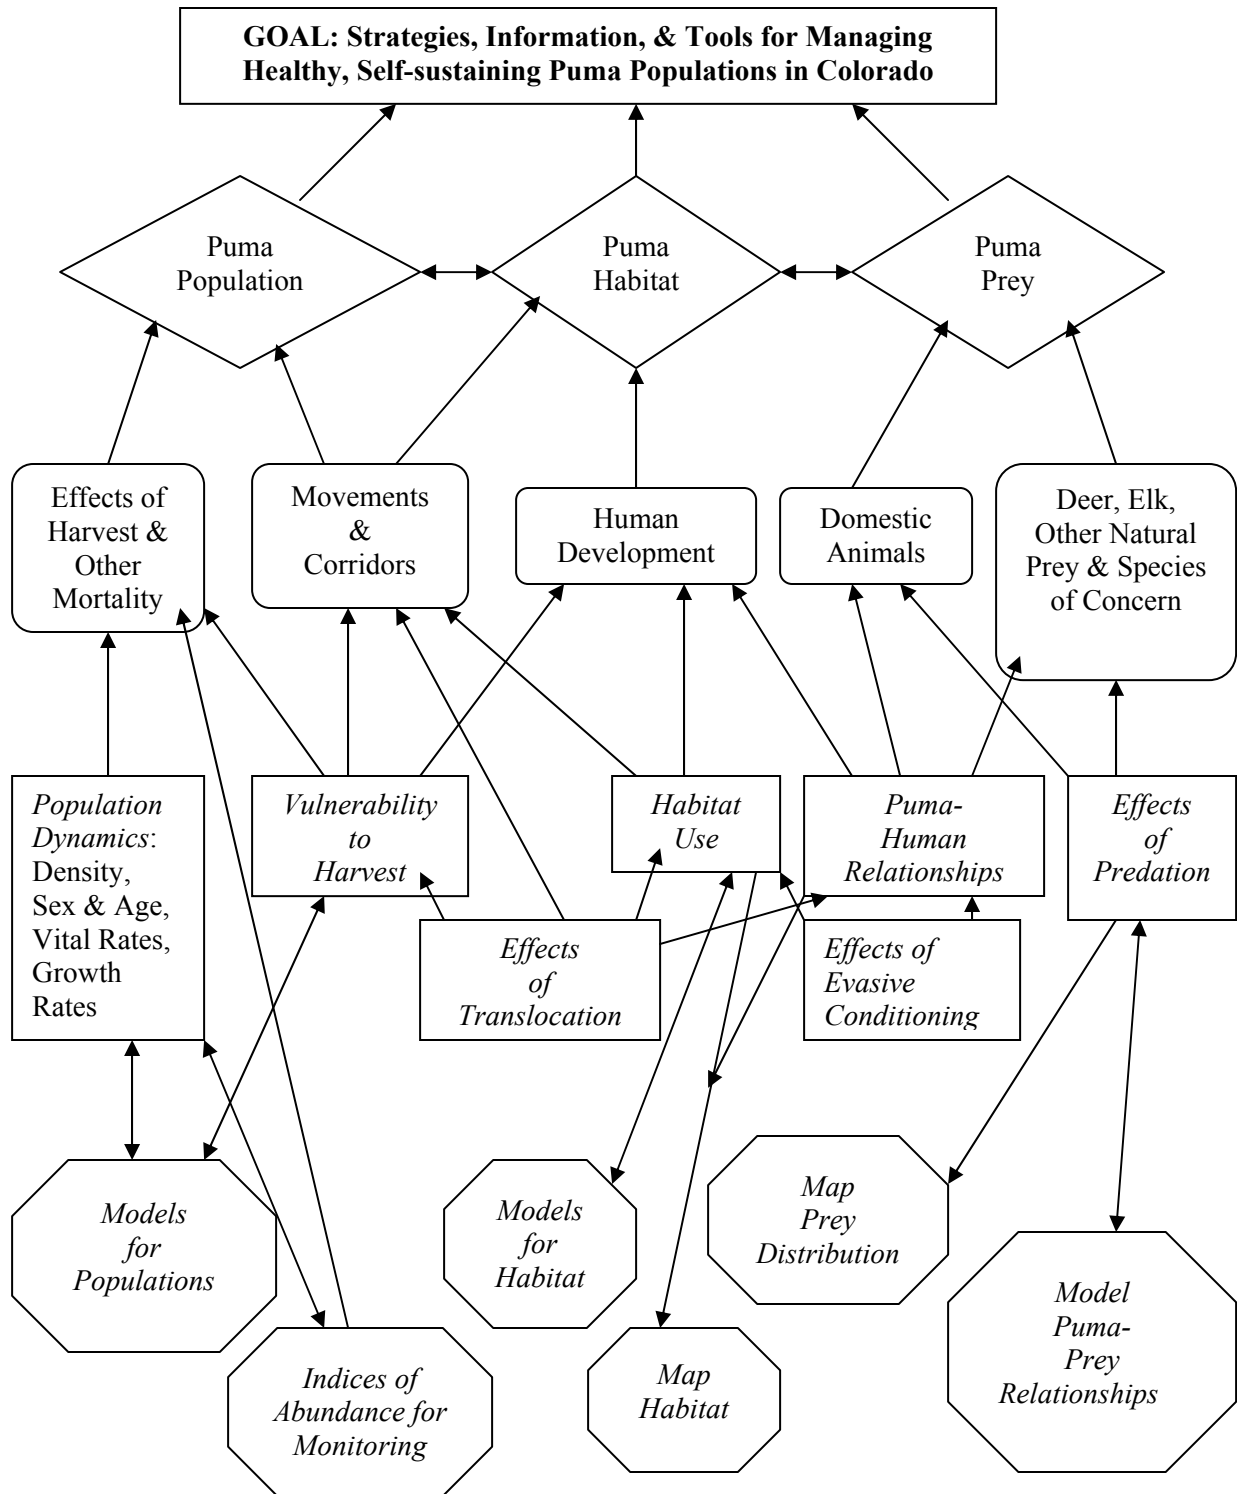 GOAL: Strategies, Information, & Tools for Managing
Healthy, Self-sustaining Puma Populations in Colorado
Puma
Population
Puma
Habitat
Puma
Prey
Effects of
Harvest &
Other
Mortality
Movements
&
Corridors
Human
Development
Domestic
Animals
Deer, Elk,
Other Natural
Prey & Species
of Concern
Population
Dynamics:
Density,
Sex & Age,
Vital Rates,
Growth
Rates
Vulnerability
to
Harvest
Habitat
Use
Puma-
Human
Relationships
Effects
of
Predation
Effects
of
Translocation
Effects of
Evasive
Conditioning
Models
for
Populations
Models
for
Habitat
Map
Prey
Distribution
Model
Puma-
Prey
Relationships
Indices of
Abundance for
Monitoring
Map
Habitat